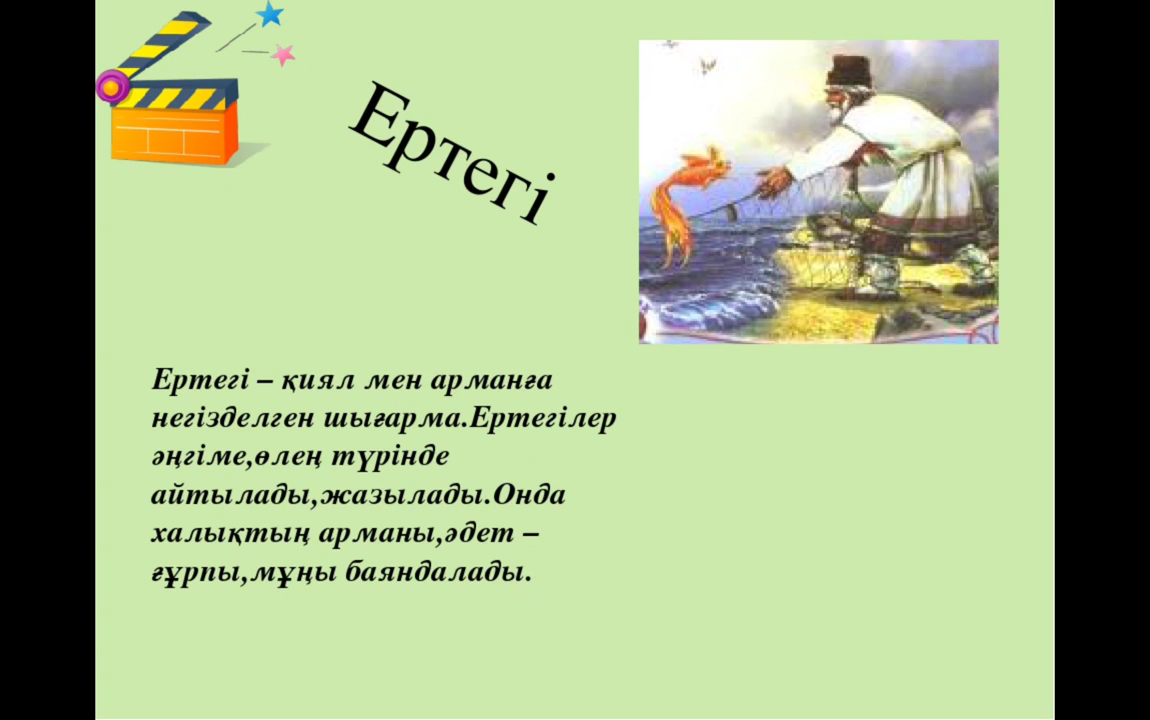 Ертегі
Ертегі – қиял мен арманға
негізделген шығарма.Ертегілер
әңгіме,өлең түрінде
айтылады,жазылады.Онда
халықтың арманы,әдет –
ғұрпы,мұңы баяндалады.